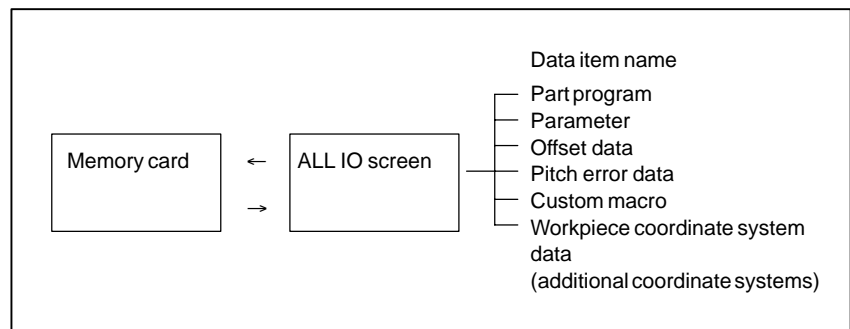 Data item name
Part program
Parameter
Offset data
Pitch error data
Custom macro
Workpiece coordinate system
data
(additional coordinate systems)
Memory card
←
→
ALL IO screen